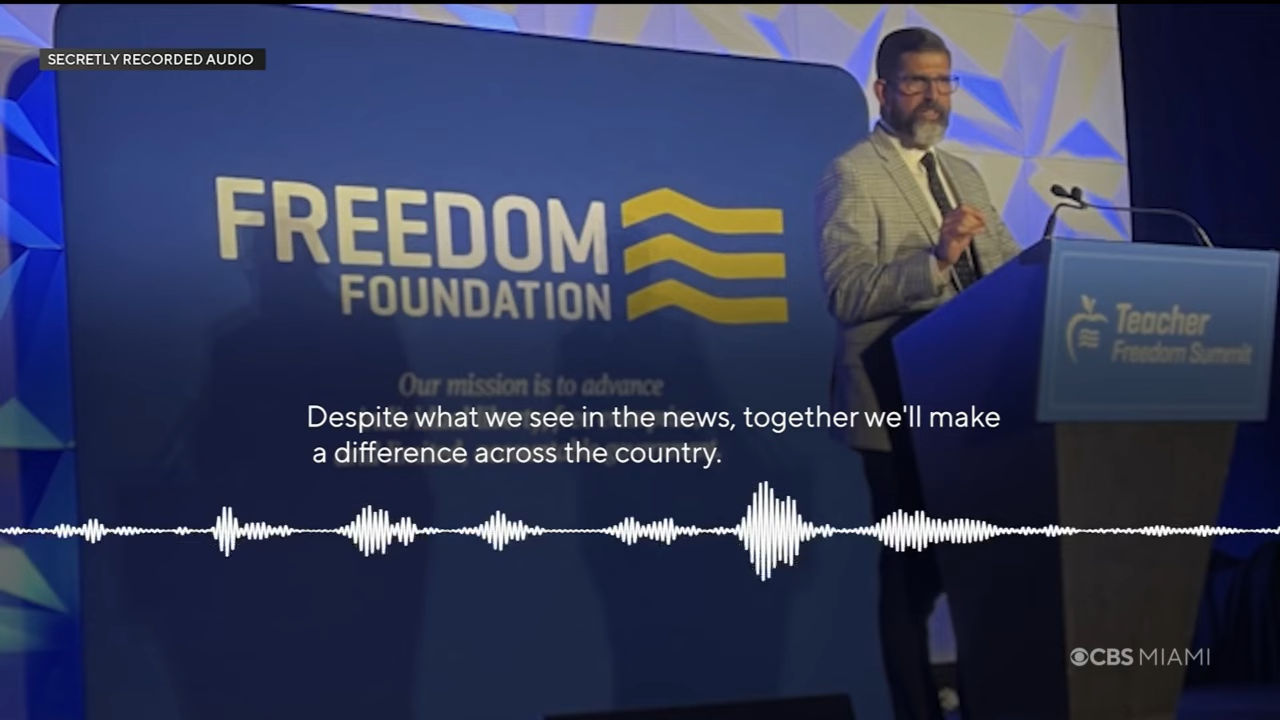 SECRETLY RECORDED AUDIO
FREEDOM
FOUNDATION
Our mission is to advance
Teacher
Freedom Summit
Despite what we see in the news, together we'll make
a difference across the country.
CBS MIAMI